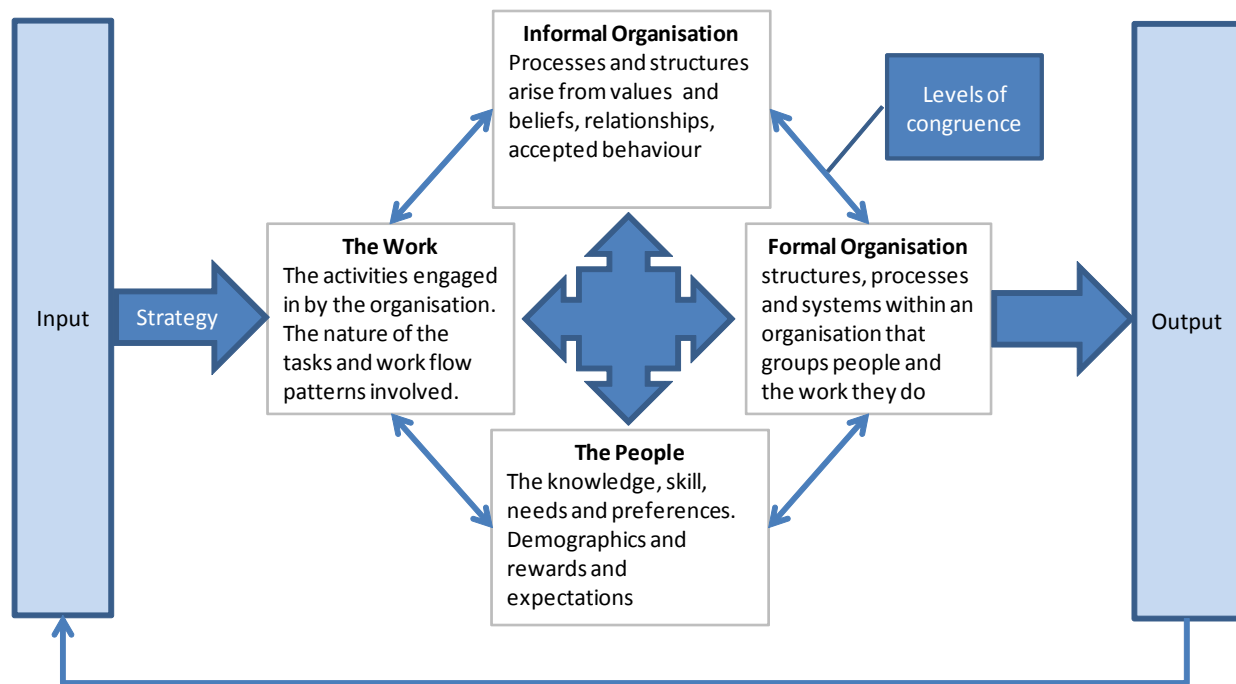 Informal Organisation
Processes and structures
arise from values and
beliefs, relationships,
accepted behaviour
Levels of
congruence
Input
Strategy
The Work
The activities engaged
in by the organisation.
The nature of the
tasks and work flow
patterns involved.
Formal Organisation
structures, processes
and systems within an
organisation that
groups people and
the work they do
Output
The People
The knowledge, skill,
needs and preferences.
Demographics and
rewards and
expectations